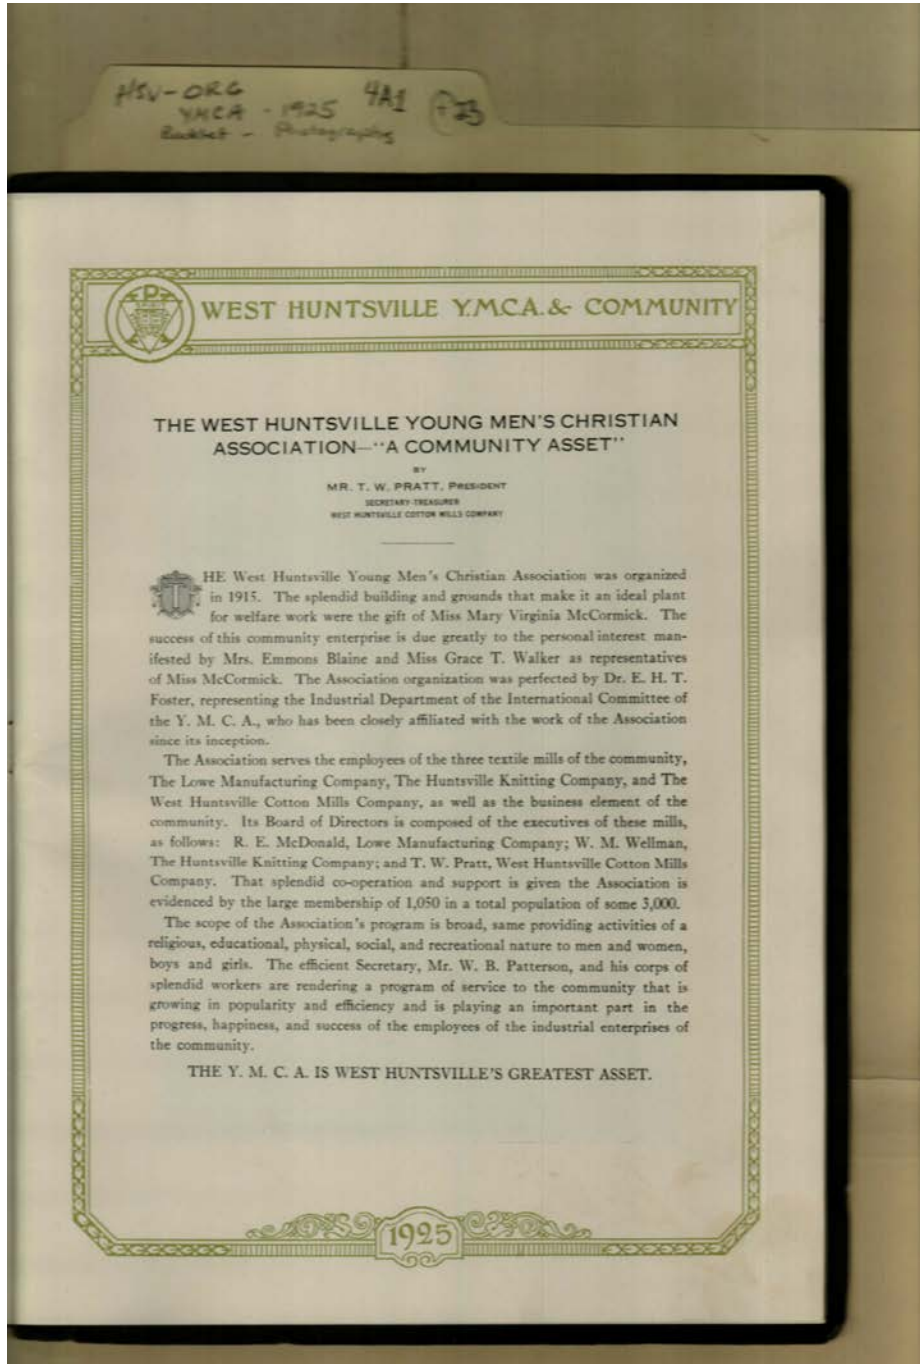 HSV-ORG 4A1 F23
YMCA - 1925
Booklet - Photographs
WEST HUNTSVILLE Y.M.C.A. & COMMUNITY
THE WEST HUNTSVILLE YOUNG MEN'S CHRISTIAN
ASSOCIATION—"A COMMUNITY ASSET"
BY
MR. T. W. PRATT, PRESIDENT
SECRETARY-TREASURER
WEST HUNTSVILLE COTTON MILLS COMPANY
THE West Huntsville Young Men's Christian Association was organized
in 1915. The splendid building and grounds that make it an ideal plant
for welfare work were the gift of Miss Mary Virginia McCormick. The
success of this community enterprise is due greatly to the personal interest man-
ifested by Mrs. Emmons Blaine and Miss Grace T. Walker as representatives
of Miss McCormick. The Association organization was perfected by Dr. E. H. T.
Foster, representing the Industrial Department of the International Committee of
the Y. M. C. A., who has been closely affiliated with the work of the Association
since its inception.
The Association serves the employees of the three textile mills of the community,
The Lowe Manufacturing Company, The Huntsville Knitting Company, and The
West Huntsville Cotton Mills Company, as well as the business element of the
community. Its Board of Directors is composed of the executives of these mills,
as follows: R. E. McDonald, Lowe Manufacturing Company; W. M. Wellman,
The Huntsville Knitting Company; and T. W. Pratt, West Huntsville Cotton Mills
Company. That splendid co-operation and support is given the Association is
evidenced by the large membership of 1,050 in a total population of some 3,000.
The scope of the Association's program is broad, same providing activities of a
religious, educational, physical, social, and recreational nature to men and women,
boys and girls. The efficient Secretary, Mr. W. B. Patterson, and his corps of
splendid workers are rendering a program of service to the community that is
growing in popularity and efficiency and is playing an important part in the
progress, happiness, and success of the employees of the industrial enterprises of
the community.
THE Y. M. C. A. IS WEST HUNTSVILLE'S GREATEST ASSET.
1925